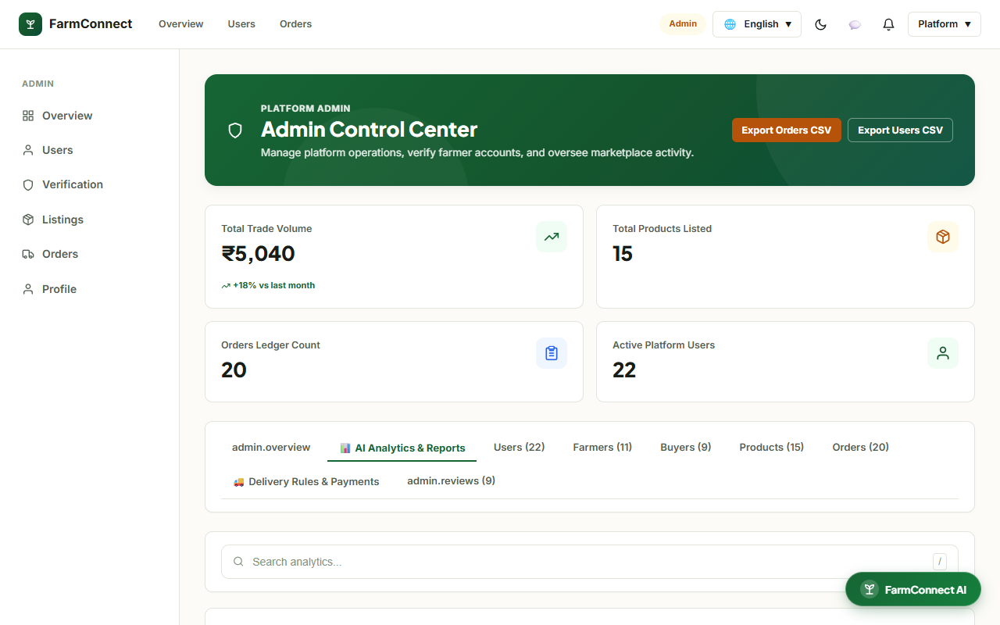 FarmConnect
Overview
Users
Orders
Admin
English ▼
Platform ▼
ADMIN
Overview
Users
Verification
Listings
Orders
Profile
PLATFORM ADMIN
Admin Control Center
Manage platform operations, verify farmer accounts, and oversee marketplace activity.
Export Orders CSV
Export Users CSV
Total Trade Volume
₹5,040
+18% vs last month
Total Products Listed
15
Orders Ledger Count
20
Active Platform Users
22
admin.overview
AI Analytics & Reports
Users (22)
Farmers (11)
Buyers (9)
Products (15)
Orders (20)
Delivery Rules & Payments
admin.reviews (9)
Search analytics...
/
FarmConnect AI